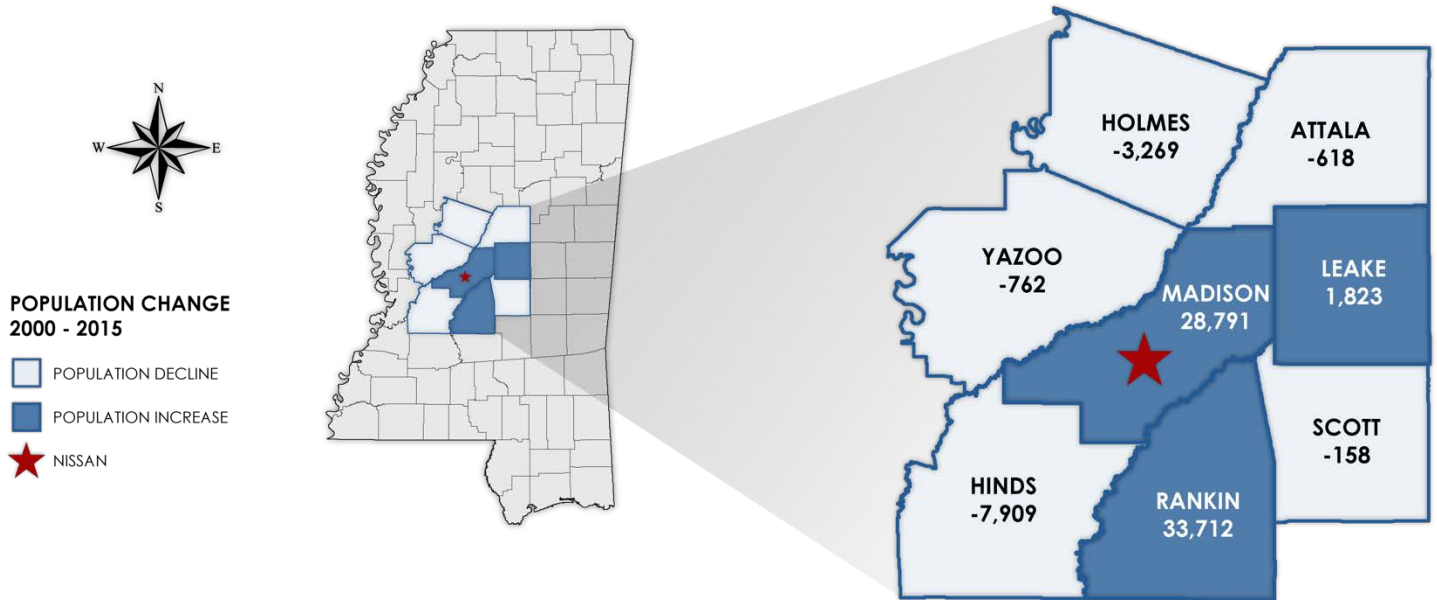 N
W
E
S
POPULATION CHANGE
2000 - 2015
POPULATION DECLINE
POPULATION INCREASE
NISSAN
HOLMES
-3,269
ATTALA
-618
YAZOO
-762
LEAKE
1,823
MADISON
28,791
SCOTT
-158
HINDS
-7,909
RANKIN
33,712